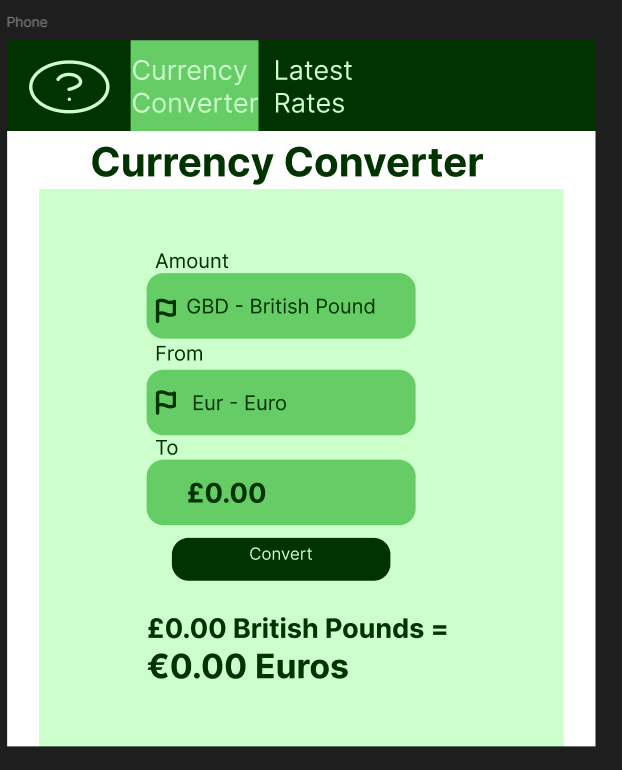 Phone
?
Currency
Converter
Latest
Rates
Currency Converter
Amount
GBD - British Pound
From
Eur - Euro
To
£0.00
Convert
£0.00 British Pounds =
€0.00 Euros